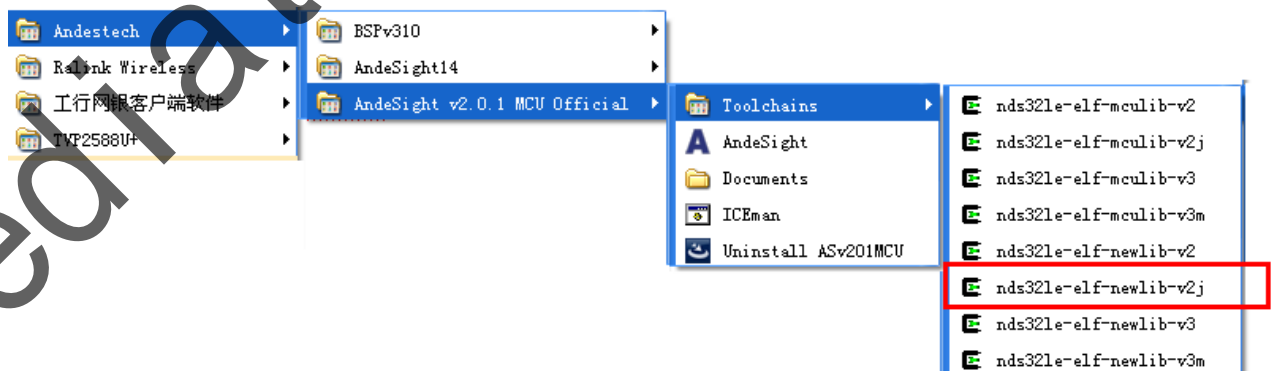 Andestech
Ralink Wireless
工行网银客户端软件
TVP2588U+
BSPv310
AndeSight14
AndeSight v2.0.1 MCU Official
Toolchains
AndeSight
Documents
ICEman
Uninstall ASv201MCU
nds32le-elf-mculib-v2
nds32le-elf-mculib-v2j
nds32le-elf-mculib-v3
nds32le-elf-mculib-v3m
nds32le-elf-newlib-v2
nds32le-elf-newlib-v2j
nds32le-elf-newlib-v3
nds32le-elf-newlib-v3m
edia